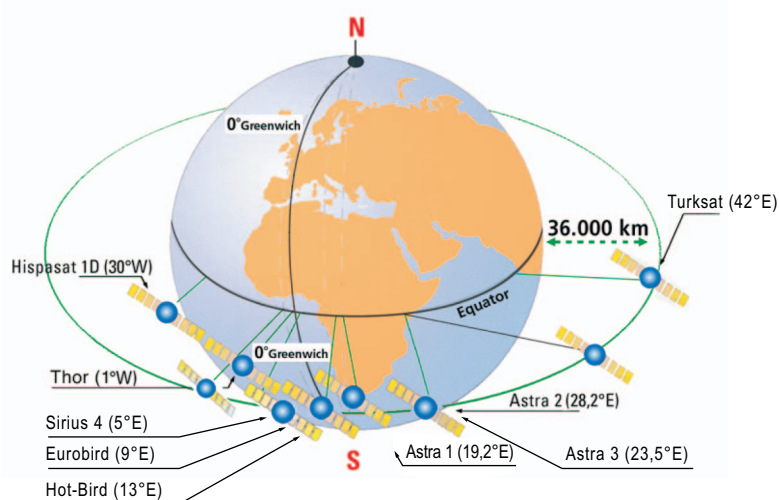 N
0°Greenwich
Turksat (42°E)
36.000 km
Hispasat 1D (30°W)
Equator
0°Greenwich
Thor (1°W)
Astra 2 (28,2°E)
Sirius 4 (5°E)
Eurobird (9°E)
Astra 1 (19,2°E)
Astra 3 (23,5°E)
S
Hot-Bird (13°E)